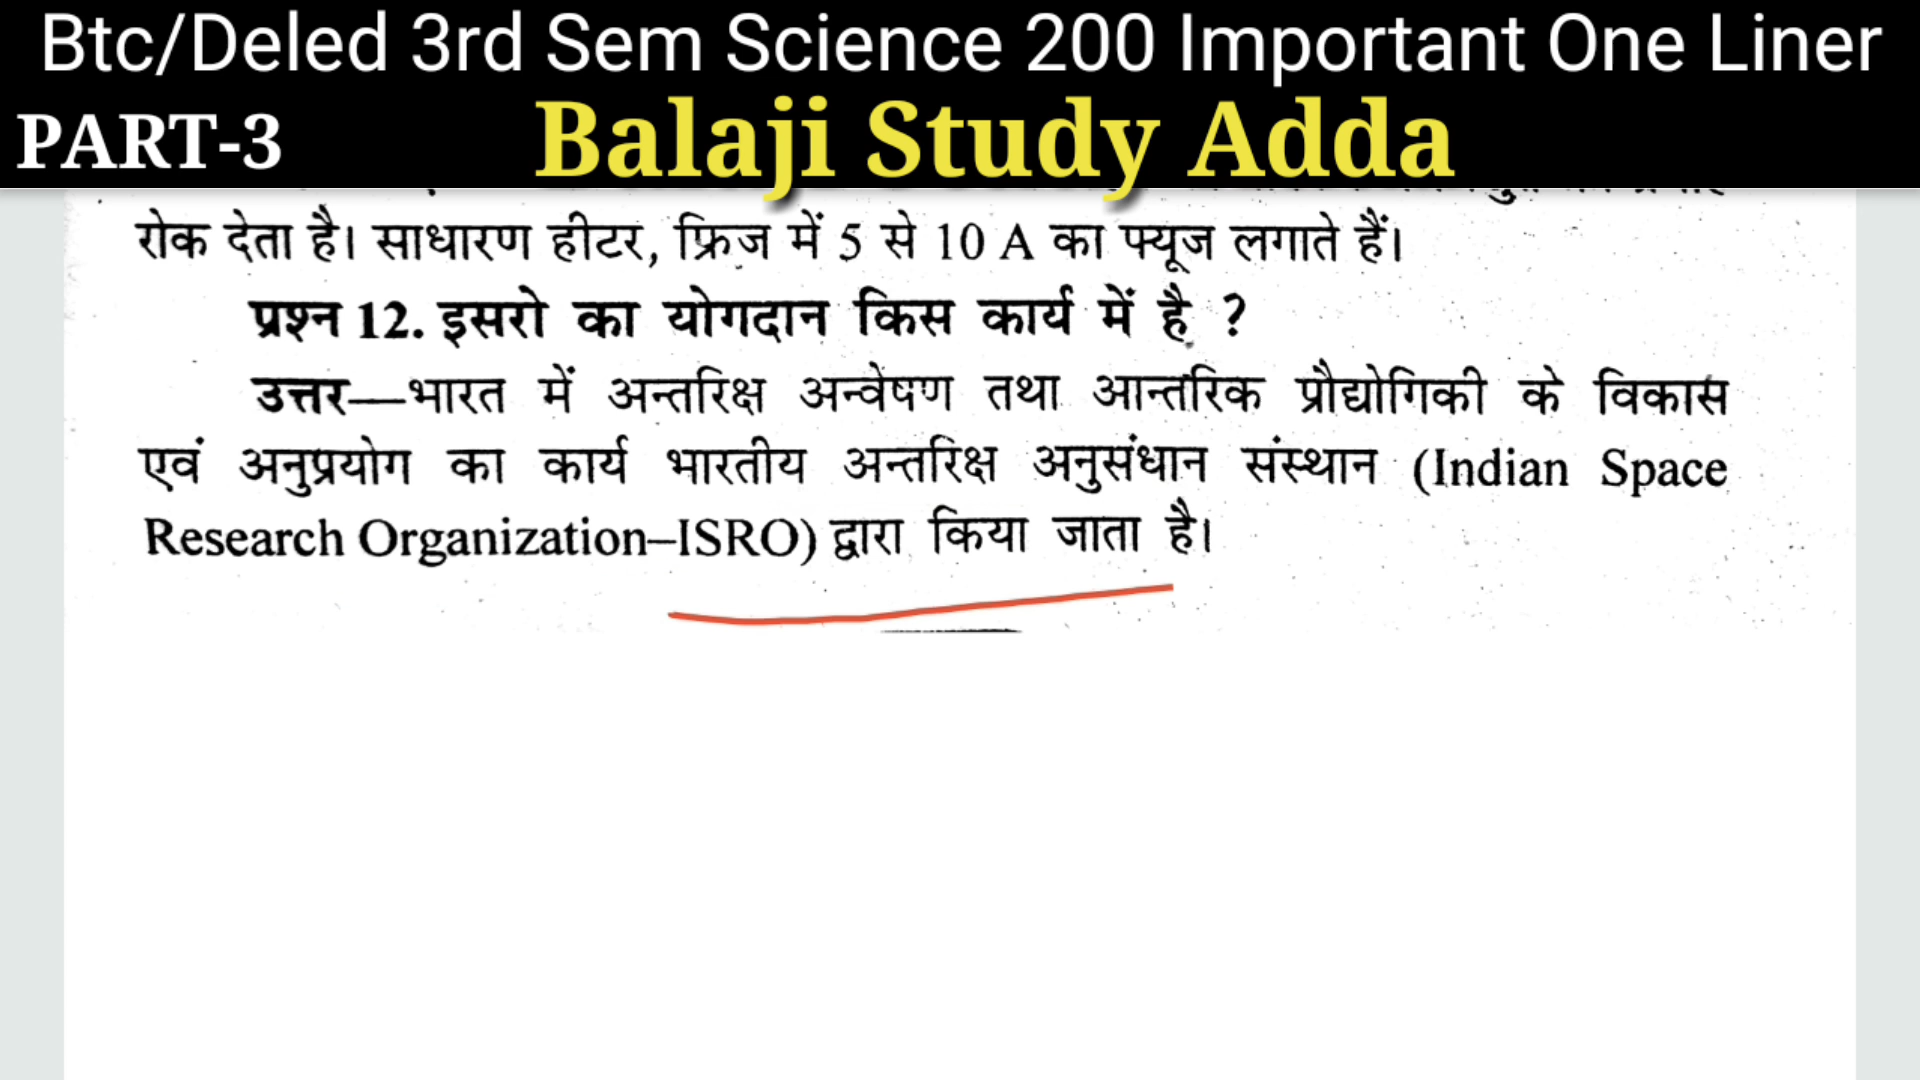 Btc/Deled 3rd Sem Science 200 Important One Liner
PART-3 Balaji Study Adda
रोक देता है। साधारण हीटर, फ्रिज में 5 से 10 A का फ्यूज लगाते हैं।
प्रश्न 12. इसरो का योगदान किस कार्य में है ?
उत्तर—भारत में अन्तरिक्ष अन्वेषण तथा आन्तरिक प्रौद्योगिकी के विकास
एवं अनुप्रयोग का कार्य भारतीय अन्तरिक्ष अनुसंधान संस्थान (Indian Space
Research Organization–ISRO) द्वारा किया जाता है।